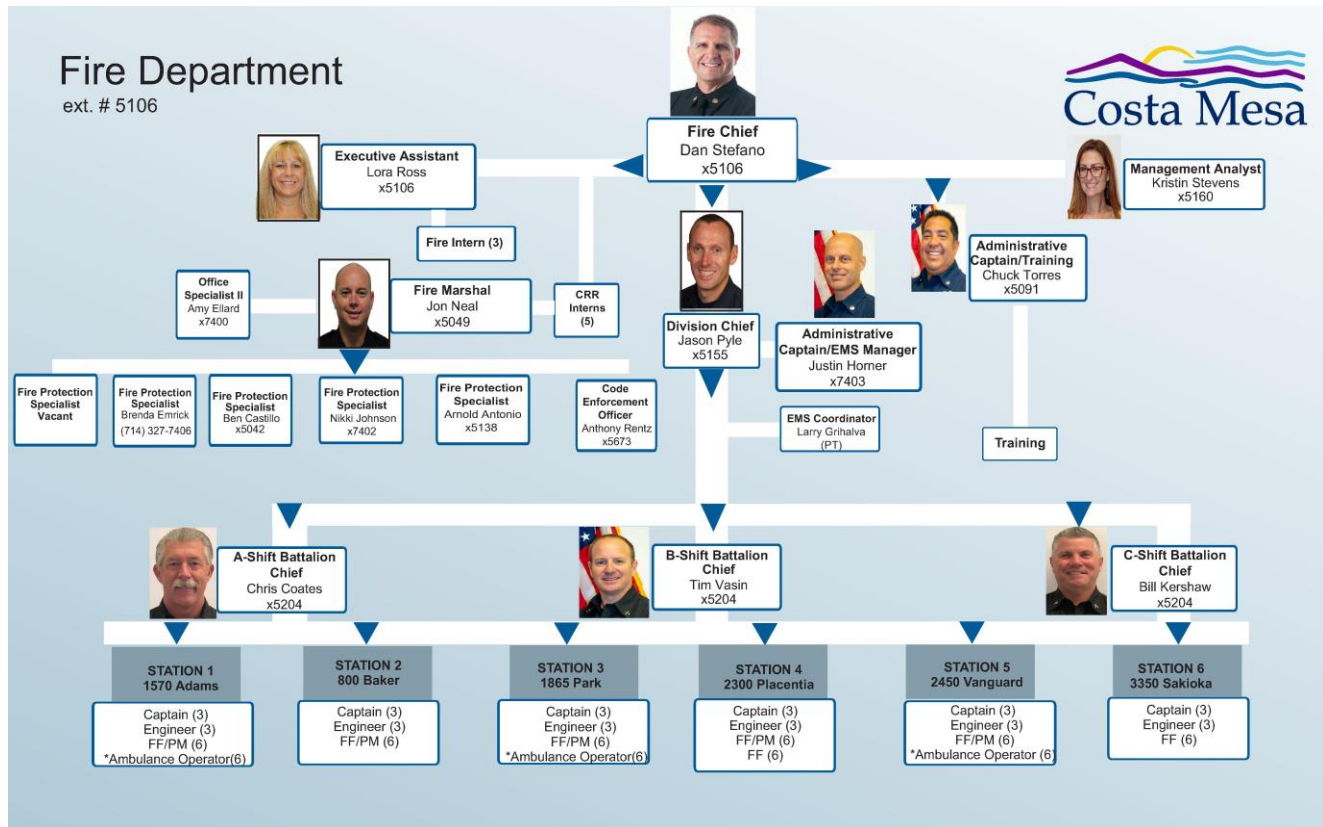 Fire Department
ext. # 5106
Costa Mesa
Fire Chief
Dan Stefano
x5106
Executive Assistant
Lora Ross
x5106
Management Analyst
Kristin Stevens
x5160
Fire Intern (3)
Administrative
Captain/Training
Chuck Torres
x5091
Office
Specialist II
Amy Ellard
x7400
Fire Marshal
Jon Neal
x5049
CRR
Interns
(5)
Division Chief
Jason Pyle
x5155
Administrative
Captain/EMS Manager
Justin Horner
x7403
Fire Protection
Specialist
Vacant
Fire Protection
Specialist
Brenda Emrick
(714) 327-7406
Fire Protection
Specialist
Ben Castillo
x5042
Fire Protection
Specialist
Nikki Johnson
x7402
Fire Protection
Specialist
Arnold Antonio
x5138
Code
Enforcement
Officer
Anthony Rentz
x5673
EMS Coordinator
Larry Grihalva
(PT)
Training
A-Shift Battalion
Chief
Chris Coates
x5204
B-Shift Battalion
Chief
Tim Vasin
x5204
C-Shift Battalion
Chief
Bill Kershaw
x5204
STATION 1
1570 Adams
Captain (3)
Engineer (3)
FF/PM (6)
*Ambulance Operator(6)
STATION 2
800 Baker
Captain (3)
Engineer (3)
FF/PM (6)
STATION 3
1865 Park
Captain (3)
Engineer (3)
FF/PM (6)
*Ambulance Operator(6)
STATION 4
2300 Placentia
Captain (3)
Engineer (3)
FF/PM (6)
FF (6)
STATION 5
2450 Vanguard
Captain (3)
Engineer (3)
FF/PM (6)
*Ambulance Operator (6)
STATION 6
3350 Sakioka
Captain (3)
Engineer (3)
FF (6)